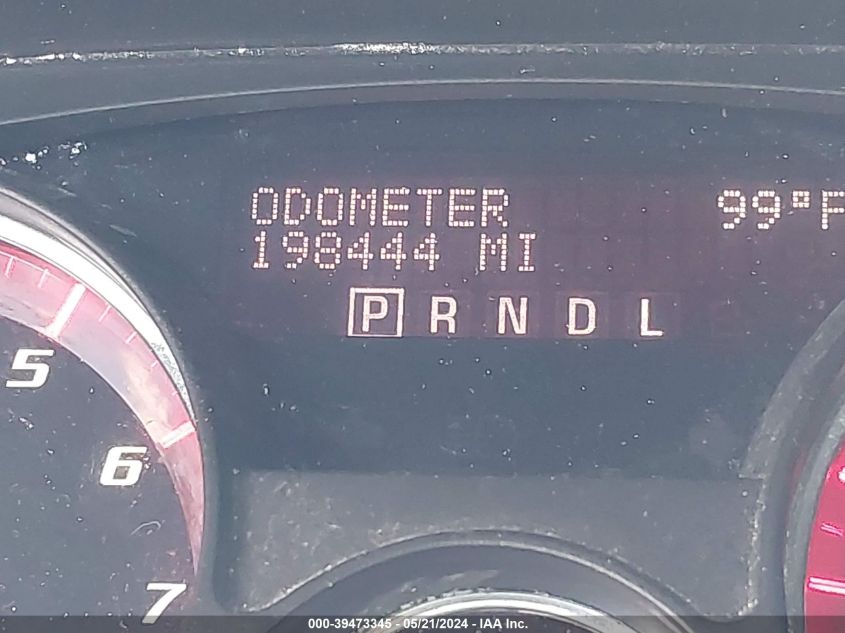 ODOMETER 99°F
198444 MI
P R N D L
5
6
7
000-39473345 / 05/21/2024 - IAA Inc.